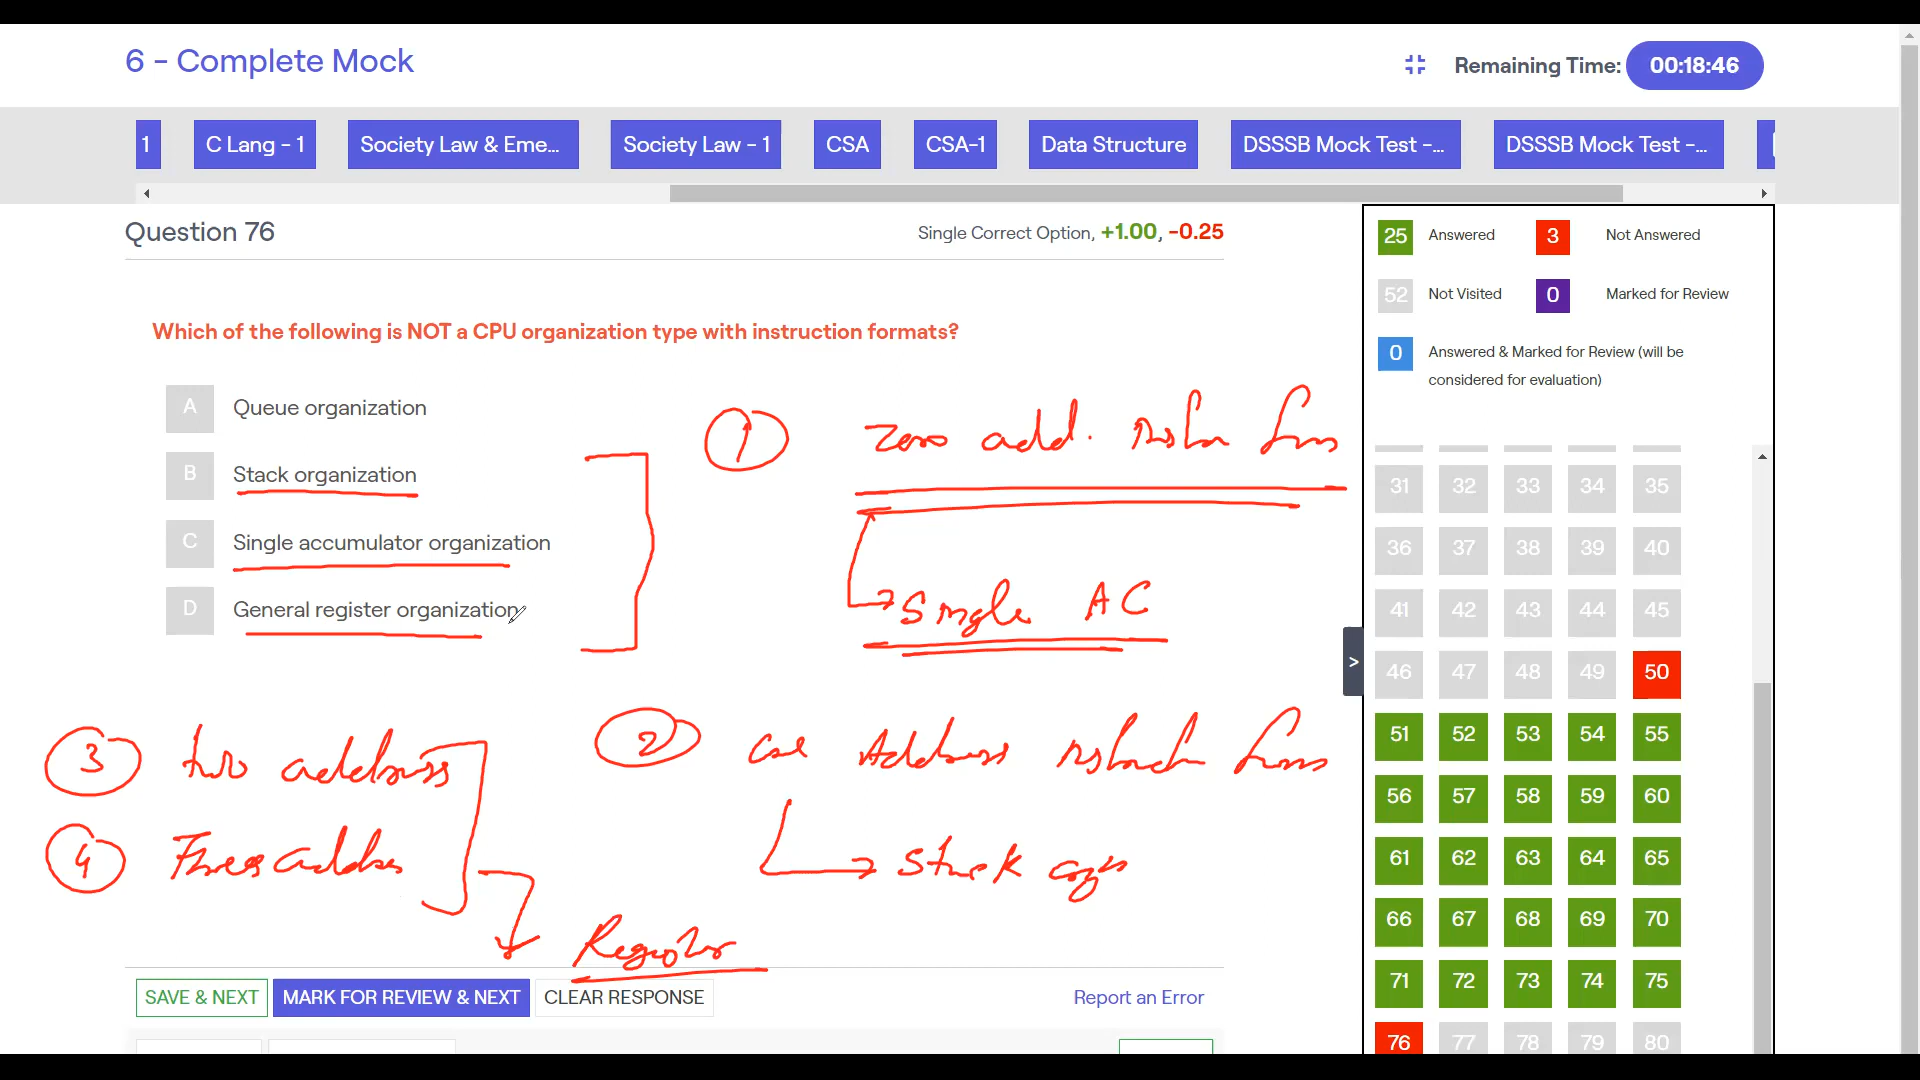 6 - Complete Mock
Remaining Time: 00:18:46
1
C Lang - 1
Society Law & Eme...
Society Law - 1
CSA
CSA-1
Data Structure
DSSSB Mock Test -...
DSSSB Mock Test -...
Question 76
Single Correct Option, +1.00, -0.25
Which of the following is NOT a CPU organization type with instruction formats?
A Queue organization
B Stack organization
C Single accumulator organization
D General register organization
① zero add.
Single AC
② Address
Stack
③ two address
④ Three
Register
SAVE & NEXT
MARK FOR REVIEW & NEXT
CLEAR RESPONSE
Report an Error
25 Answered
3 Not Answered
52 Not Visited
0 Marked for Review
0 Answered & Marked for Review (will be
considered for evaluation)
>
31 32 33 34 35
36 37 38 39 40
41 42 43 44 45
46 47 48 49 50
51 52 53 54 55
56 57 58 59 60
61 62 63 64 65
66 67 68 69 70
71 72 73 74 75
76 77 78 79 80